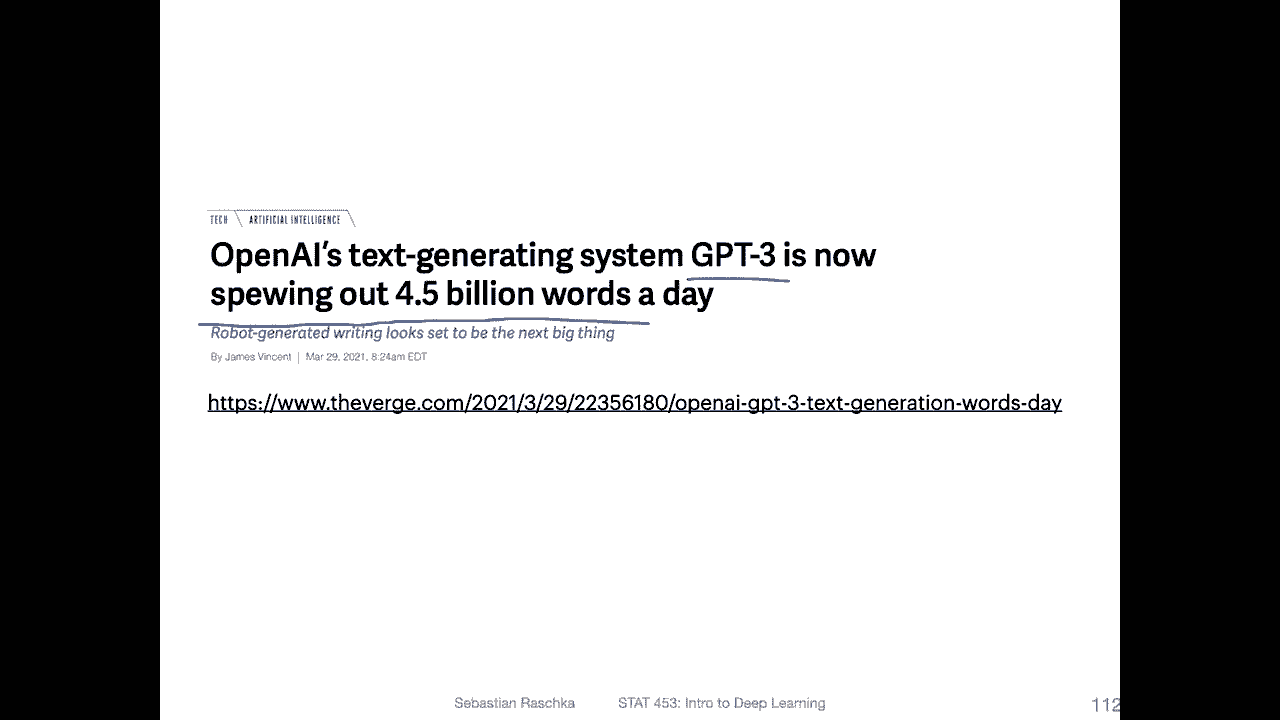 TECH ARTIFICIAL INTELLIGENCE
OpenAI's text-generating system GPT-3 is now
spewing out 4.5 billion words a day
Robot-generated writing looks set to be the next big thing
By James Vincent | Mar 29, 2021, 8:24am EDT
https://www.theverge.com/2021/3/29/22356180/openai-gpt-3-text-generation-words-day
Sebastian Raschka STAT 453: Intro to Deep Learning 112